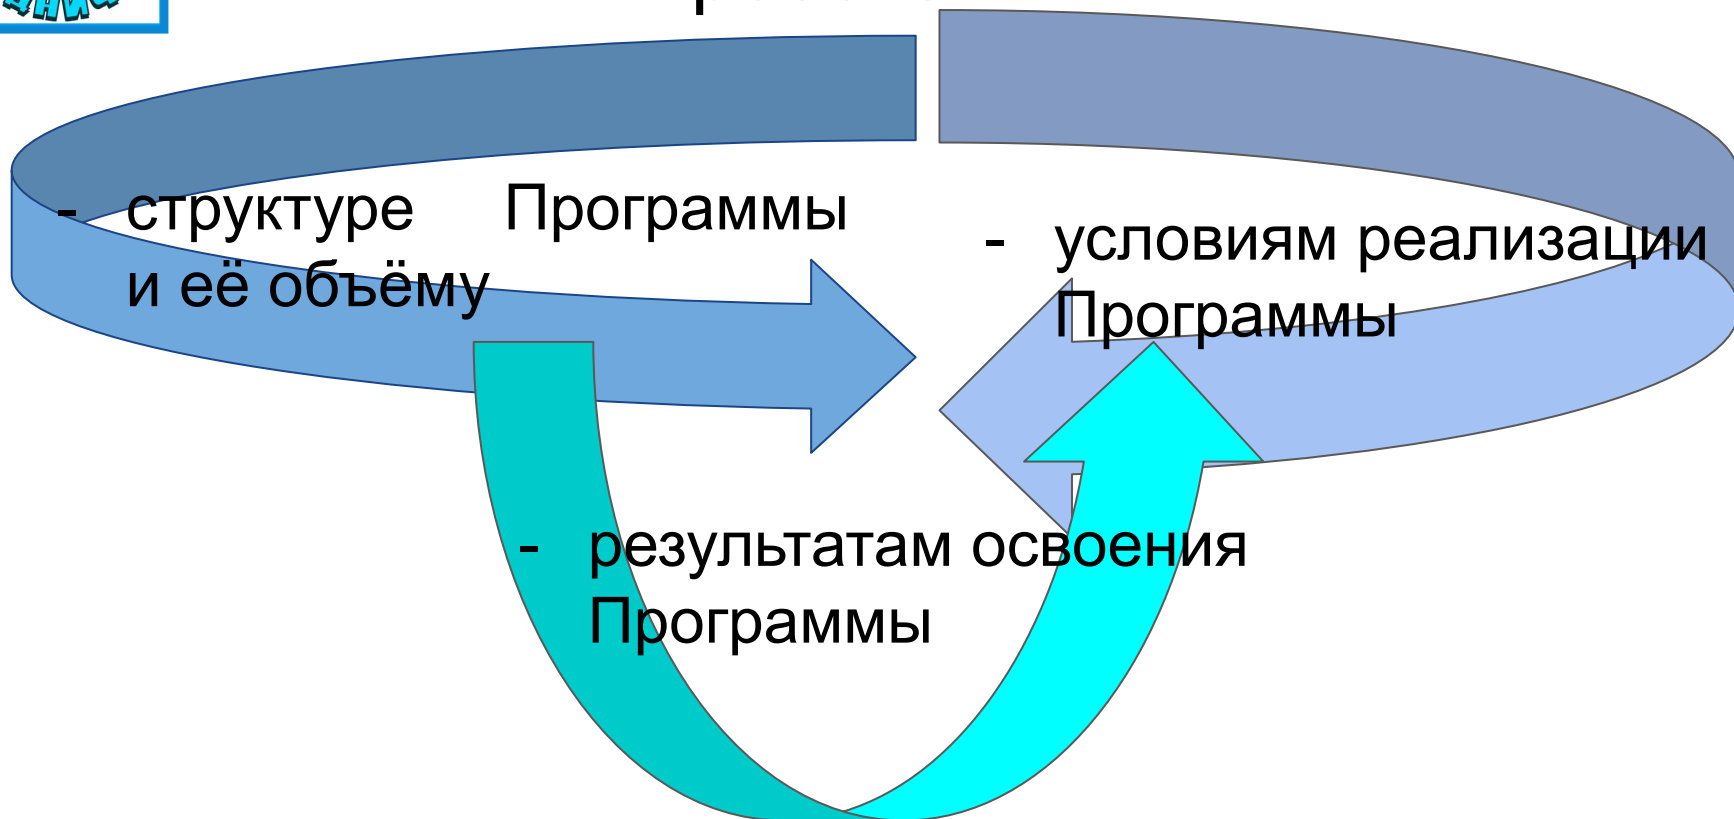 - структуре Программы
и её объёму
- условиям реализации
Программы
- результатам освоения
Программы